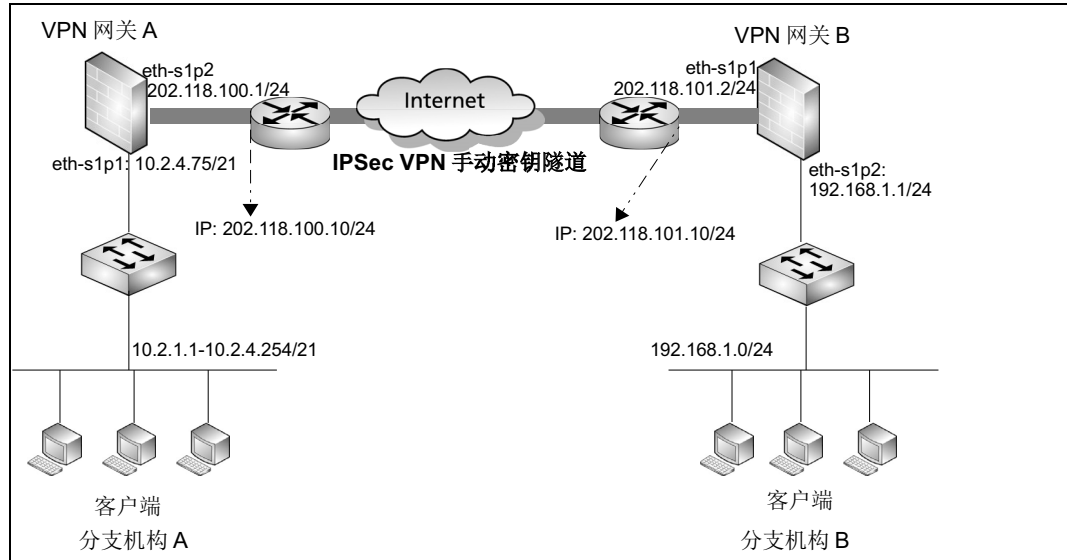 VPN 网关 A
VPN 网关 B
eth-s1p2
202.118.100.1/24
Internet
eth-s1p1
202.118.101.2/24
eth-s1p1: 10.2.4.75/21
IPSec VPN 手动密钥隧道
eth-s1p2:
192.168.1.1/24
IP: 202.118.100.10/24
IP: 202.118.101.10/24
10.2.1.1-10.2.4.254/21
192.168.1.0/24
客户端
客户端
分支机构 A
分支机构 B